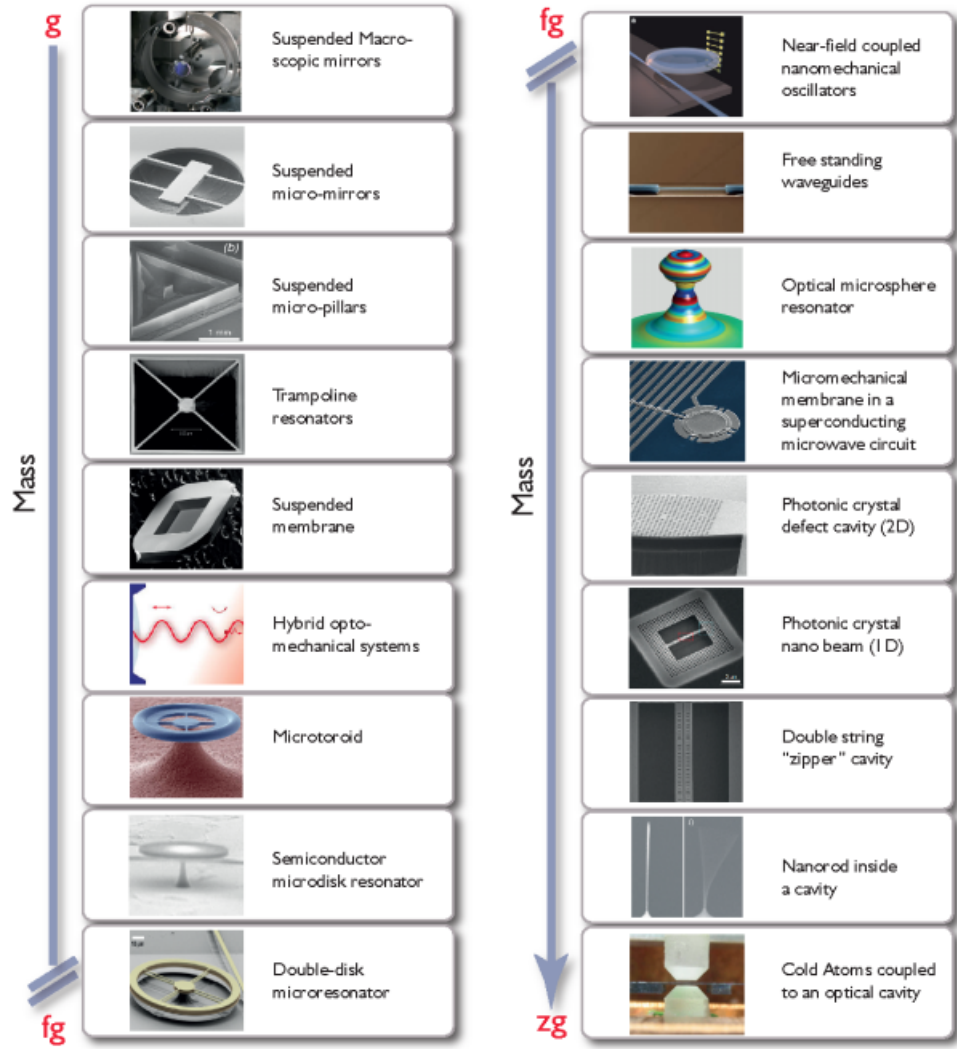 g
Suspended Macro-
scopic mirrors
Suspended
micro-mirrors
(b)
Suspended
micro-pillars
1 mm
Trampoline
resonators
Suspended
membrane
Hybrid opto-
mechanical systems
Microtoroid
Semiconductor
microdisk resonator
Double-disk
microresonator
Mass
fg
fg
Near-field coupled
nanomechanical
oscillators
Free standing
waveguides
Optical microsphere
resonator
Micromechanical
membrane in a
superconducting
microwave circuit
Photonic crystal
defect cavity (2D)
Photonic crystal
nano beam (1D)
Double string
"zipper" cavity
Nanorod inside
a cavity
Cold Atoms coupled
to an optical cavity
Mass
zg